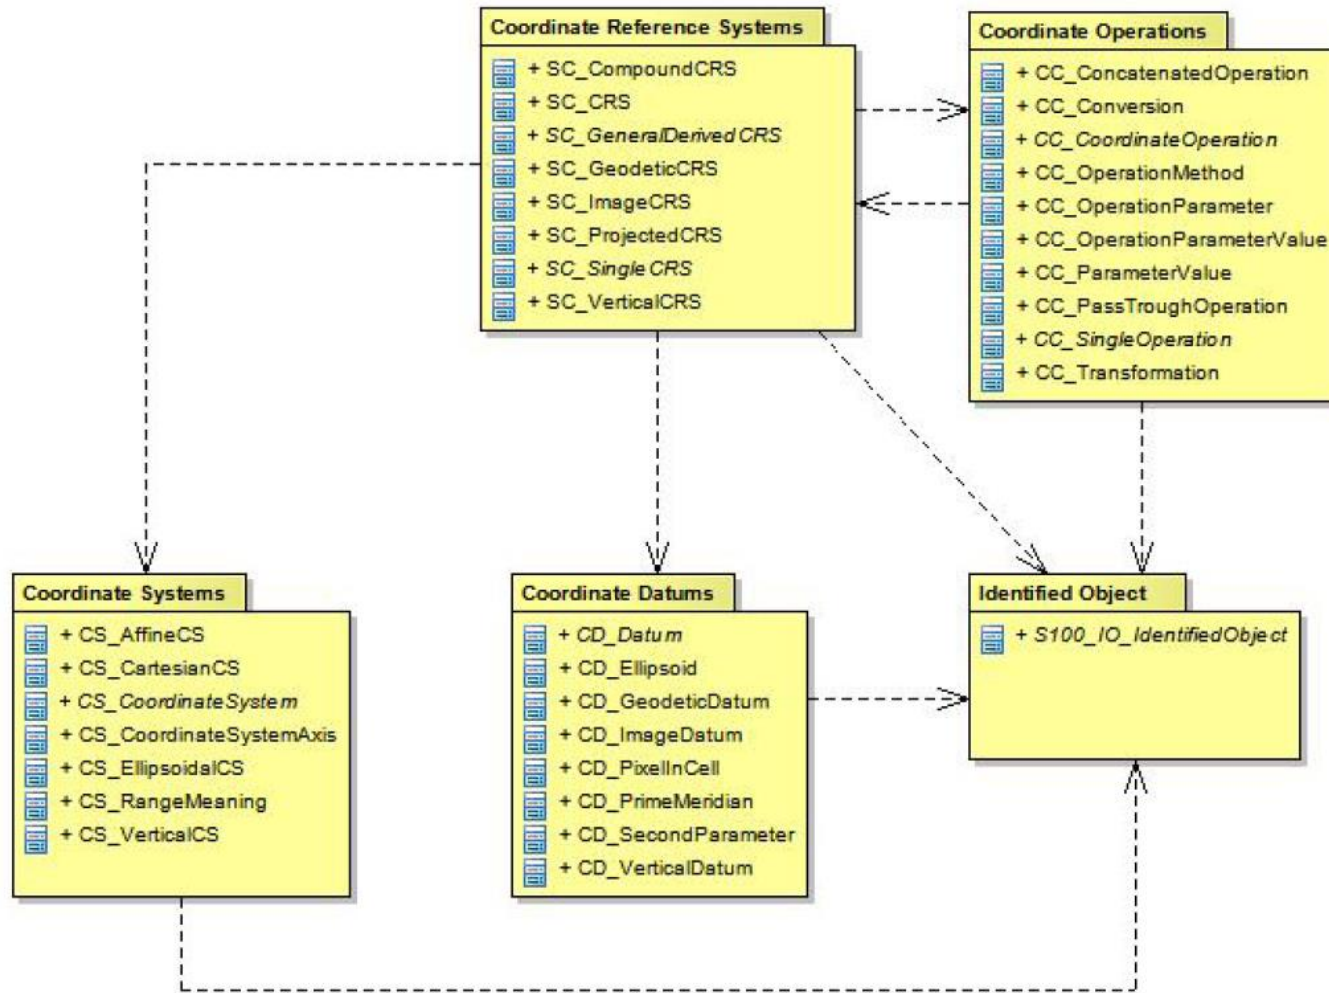 Coordinate Reference Systems
+ SC_CompoundCRS
+ SC_CRS
+ SC_GeneralDerivedCRS
+ SC_GeodeticCRS
+ SC_ImageCRS
+ SC_ProjectedCRS
+ SC_SingleCRS
+ SC_VerticalCRS
Coordinate Operations
+ CC_ConcatenatedOperation
+ CC_Conversion
+ CC_CoordinateOperation
+ CC_OperationMethod
+ CC_OperationParameter
+ CC_OperationParameterValue
+ CC_ParameterValue
+ CC_PassTroughOperation
+ CC_SingleOperation
+ CC_Transformation
Coordinate Systems
+ CS_AffineCS
+ CS_CartesianCS
+ CS_CoordinateSystem
+ CS_CoordinateSystemAxis
+ CS_EllipsoidalCS
+ CS_RangeMeaning
+ CS_VerticalCS
Coordinate Datums
+ CD_Datum
+ CD_Ellipsoid
+ CD_GeodeticDatum
+ CD_ImageDatum
+ CD_PixelInCell
+ CD_PrimeMeridian
+ CD_SecondParameter
+ CD_VerticalDatum
Identified Object
+ S100_IO_IdentifiedObject